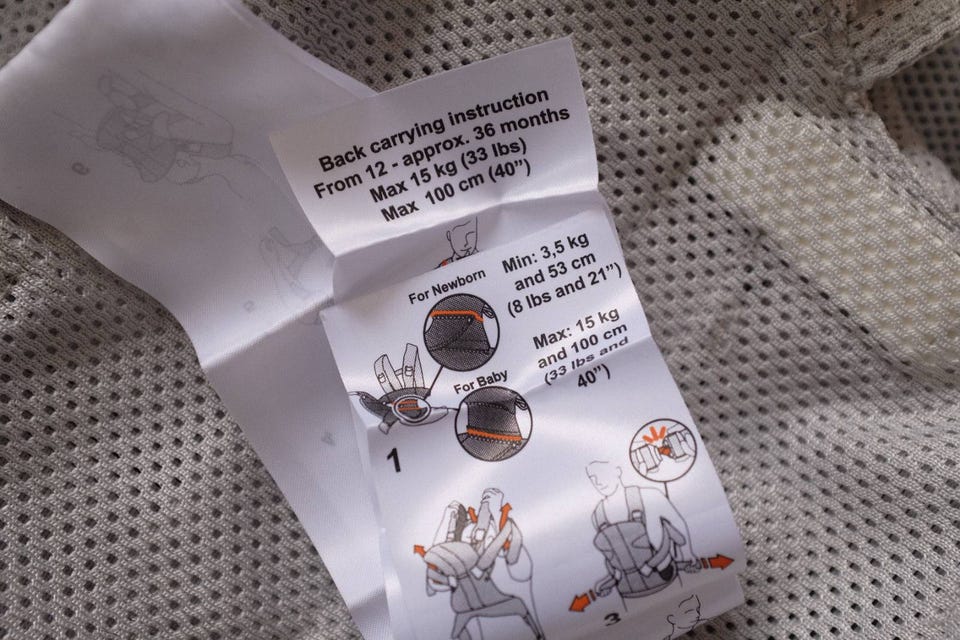 Back carrying instruction
From 12 - approx. 36 months
Max 15 kg (33 lbs)
Max 100 cm (40”)
For Newborn
Min: 3,5 kg
and 53 cm
(8 lbs and 21”)
Max: 15 kg
and 100 cm
(33 lbs and
40”)
For Baby
1
3